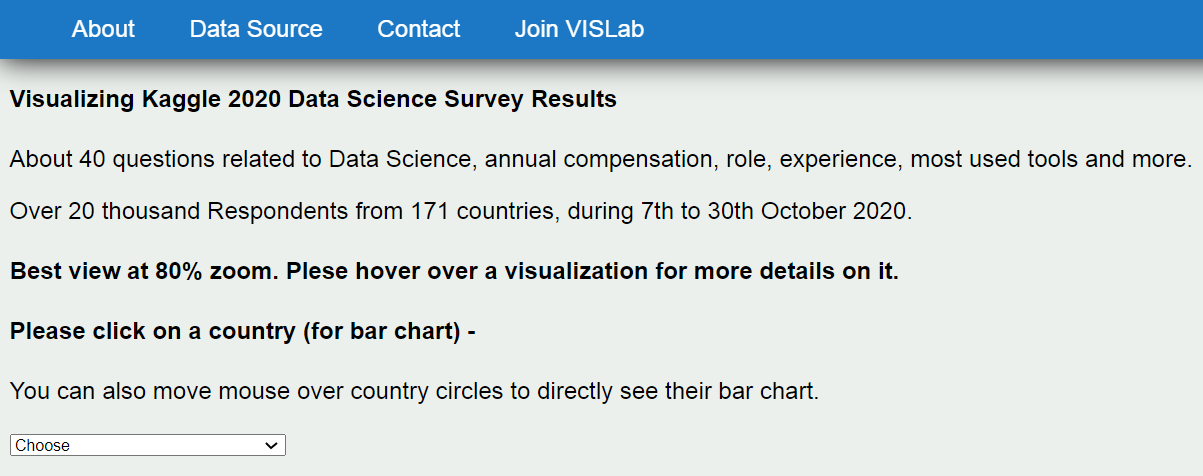 About Data Source Contact Join VISLab
Visualizing Kaggle 2020 Data Science Survey Results
About 40 questions related to Data Science, annual compensation, role, experience, most used tools and more.
Over 20 thousand Respondents from 171 countries, during 7th to 30th October 2020.
Best view at 80% zoom. Plese hover over a visualization for more details on it.
Please click on a country (for bar chart) -
You can also move mouse over country circles to directly see their bar chart.
Choose